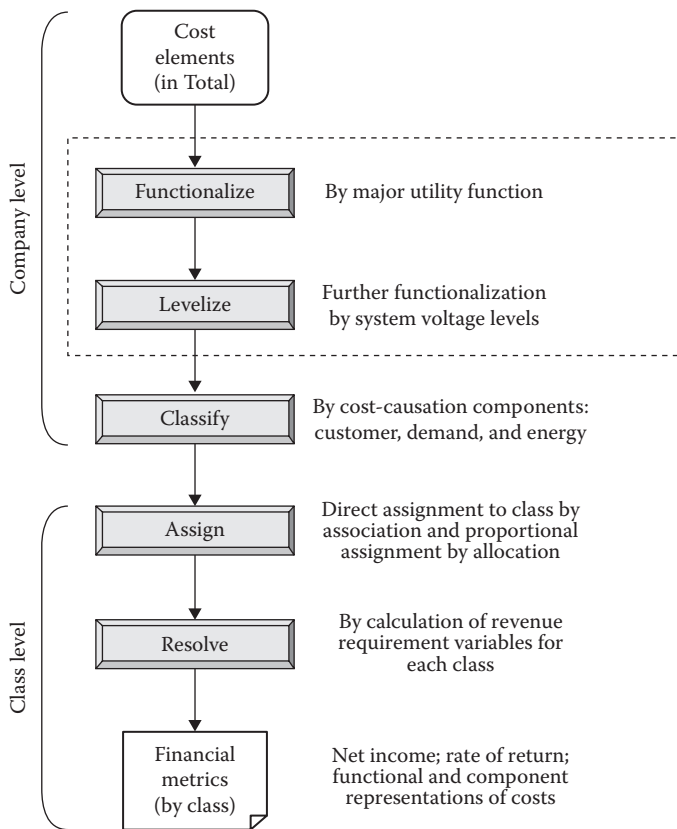 Cost
elements
(in Total)
Company level
Functionalize
By major utility function
Levelize
Further functionalization
by system voltage levels
Classify
By cost-causation components:
customer, demand, and energy
Class level
Assign
Direct assignment to class by
association and proportional
assignment by allocation
Resolve
By calculation of revenue
requirement variables for
each class
Financial
metrics
(by class)
Net income; rate of return;
functional and component
representations of costs